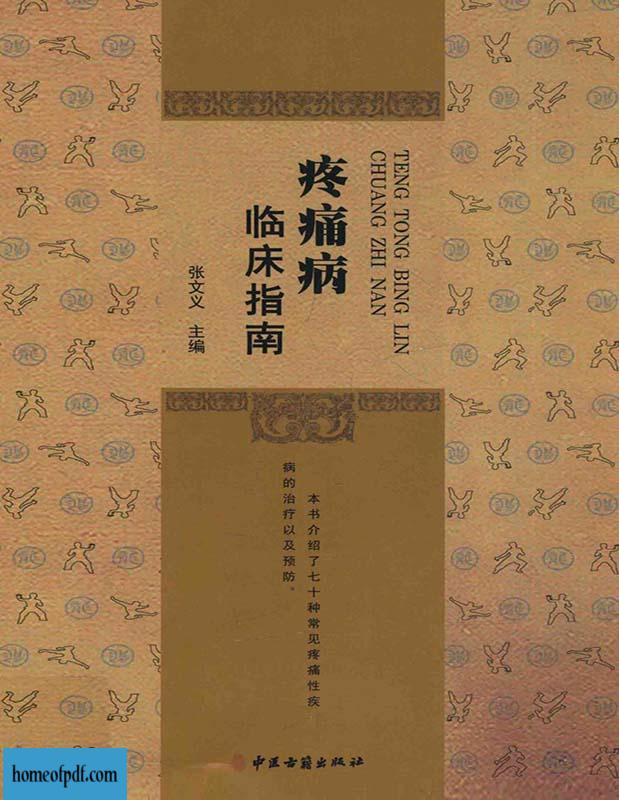 TENG TONG BING LIN
CHUANG ZHI NAN
疼痛病
临床指南
张文义 主编
本书介绍了七十种常见疼痛性疾
病的治疗以及预防。
中医古籍出版社
homeofpdf.com